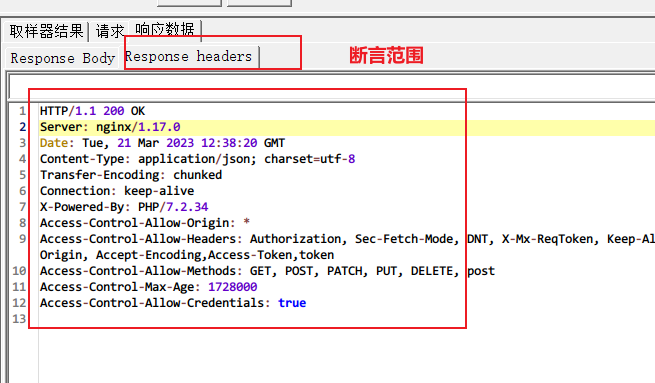 取样器结果 请求 响应数据
Response Body Response headers
断言范围
1 HTTP/1.1 200 OK
2 Server: nginx/1.17.0
3 Date: Tue, 21 Mar 2023 12:38:20 GMT
4 Content-Type: application/json; charset=utf-8
5 Transfer-Encoding: chunked
6 Connection: keep-alive
7 X-Powered-By: PHP/7.2.34
8 Access-Control-Allow-Origin: *
9 Access-Control-Allow-Headers: Authorization, Sec-Fetch-Mode, DNT, X-Mx-ReqToken, Keep-Al
Origin, Accept-Encoding,Access-Token,token
10 Access-Control-Allow-Methods: GET, POST, PATCH, PUT, DELETE, post
11 Access-Control-Max-Age: 1728000
12 Access-Control-Allow-Credentials: true
13